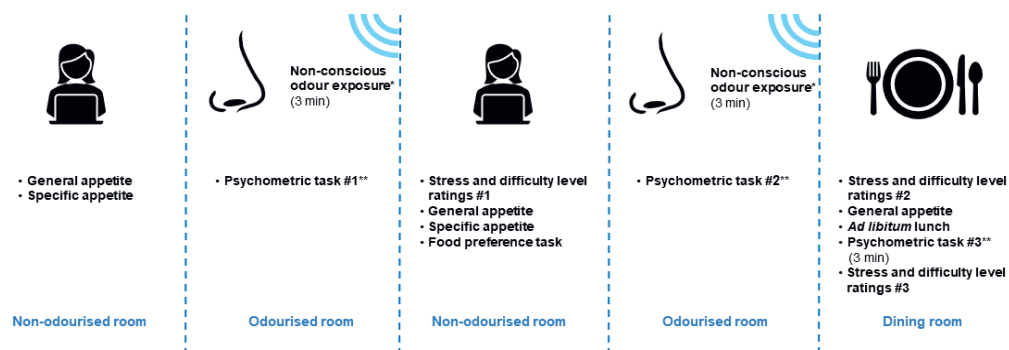 • General appetite
• Specific appetite
Non-odourised room
Non-conscious
odour exposure*
(3 min)
• Psychometric task #1**
Odourised room
• Stress and difficulty level
ratings #1
• General appetite
• Specific appetite
• Food preference task
Non-odourised room
Non-conscious
odour exposure*
(3 min)
• Psychometric task #2**
Odourised room
• Stress and difficulty level
ratings #2
• General appetite
• Ad libitum lunch
• Psychometric task #3**
(3 min)
• Stress and difficulty level
ratings #3
Dining room